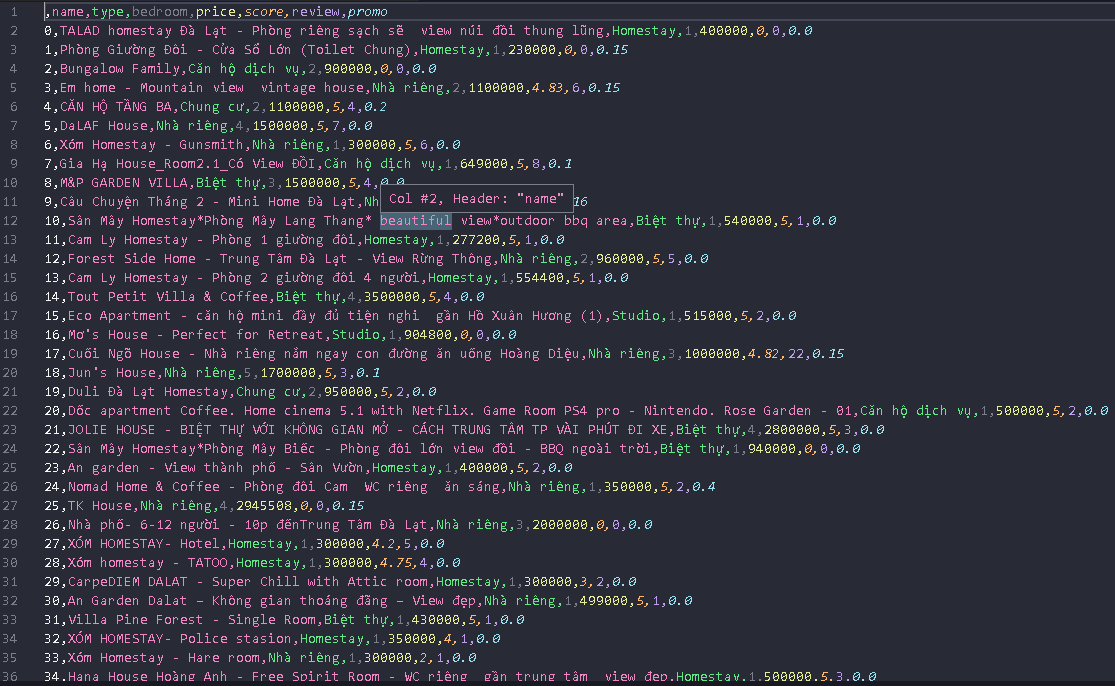 1 ,name,type,bedroom,price,score,review,promo
2 0,TALAD homestay Đà Lạt - Phòng riêng sạch sẽ  view núi đồi thung lũng,Homestay,1,400000,0,0,0.0
3 1,Phòng Giường Đôi - Cửa Sổ Lớn (Toilet Chung),Homestay,1,230000,0,0,0.15
4 2,Bungalow Family,Căn hộ dịch vụ,2,900000,0,0,0.0
5 3,Em home - Mountain view  vintage house,Nhà riêng,2,1100000,4.83,6,0.15
6 4,CĂN HỘ TẦNG BA,Chung cư,2,1100000,5,4,0.2
7 5,DaLAF House,Nhà riêng,4,1500000,5,7,0.0
8 6,Xóm Homestay - Gunsmith,Nhà riêng,1,300000,5,6,0.0
9 7,Gia Hạ House_Room2.1_Có View ĐỒI,Căn hộ dịch vụ,1,649000,5,8,0.1
10 8,M&P GARDEN VILLA,Biệt thự,3,1500000,5,4,0.0
Col #2, Header: "name"
11 9,Câu Chuyện Tháng 2 - Mini Home Đà Lạt,Nh 16
12 10,Sân Mây Homestay*Phòng Mây Lang Thang* beautiful view*outdoor bbq area,Biệt thự,1,540000,5,1,0.0
13 11,Cam Ly Homestay - Phòng 1 giường đôi,Homestay,1,277200,5,1,0.0
14 12,Forest Side Home - Trung Tâm Đà Lạt - View Rừng Thông,Nhà riêng,2,960000,5,5,0.0
15 13,Cam Ly Homestay - Phòng 2 giường đôi 4 người,Homestay,1,554400,5,1,0.0
16 14,Tout Petit Villa & Coffee,Biệt thự,4,3500000,5,4,0.0
17 15,Eco Apartment - căn hộ mini đầy đủ tiện nghi  gần Hồ Xuân Hương (1),Studio,1,515000,5,2,0.0
18 16,Mơ's House - Perfect for Retreat,Studio,1,904800,0,0,0.0
19 17,Cuối Ngõ House - Nhà riêng nằm ngay con đường ăn uống Hoàng Diệu,Nhà riêng,3,1000000,4.82,22,0.15
20 18,Jun's House,Nhà riêng,5,1700000,5,3,0.1
21 19,Duli Đà Lạt Homestay,Chung cư,2,950000,5,2,0.0
22 20,Dốc apartment Coffee. Home cinema 5.1 with Netflix. Game Room PS4 pro - Nintendo. Rose Garden - 01,Căn hộ dịch vụ,1,500000,5,2,0.0
23 21,JOLIE HOUSE - BIỆT THỰ VỚI KHÔNG GIAN MỞ - CÁCH TRUNG TÂM TP VÀI PHÚT ĐI XE,Biệt thự,4,2800000,5,3,0.0
24 22,Sân Mây Homestay*Phòng Mây Biếc - Phòng đôi lớn view đồi - BBQ ngoài trời,Biệt thự,1,940000,0,0,0.0
25 23,An garden - View thành phố - Sân Vườn,Homestay,1,400000,5,2,0.0
26 24,Nomad Home & Coffee - Phòng đôi Cam  WC riêng  ăn sáng,Nhà riêng,1,350000,5,2,0.4
27 25,TK House,Nhà riêng,4,2945508,0,0,0.15
28 26,Nhà phố- 6-12 người - 10p đếnTrung Tâm Đà Lạt,Nhà riêng,3,2000000,0,0,0.0
29 27,XÓM HOMESTAY- Hotel,Homestay,1,300000,4.2,5,0.0
30 28,Xóm homestay - TATOO,Homestay,1,300000,4.75,4,0.0
31 29,CarpeDIEM DALAT - Super Chill with Attic room,Homestay,1,300000,3,2,0.0
32 30,An Garden Dalat – Không gian thoáng đãng – View đẹp,Nhà riêng,1,499000,5,1,0.0
33 31,Villa Pine Forest - Single Room,Biệt thự,1,430000,5,1,0.0
34 32,XÓM HOMESTAY- Police stasion,Homestay,1,350000,4,1,0.0
35 33,Xóm Homestay - Hare room,Nhà riêng,1,300000,2,1,0.0
36 34,Hana House Hoàng Anh - Free Spirit Room - WC riêng  gần trung tâm  view đẹp,Homestay,1,500000,5,3,0.0